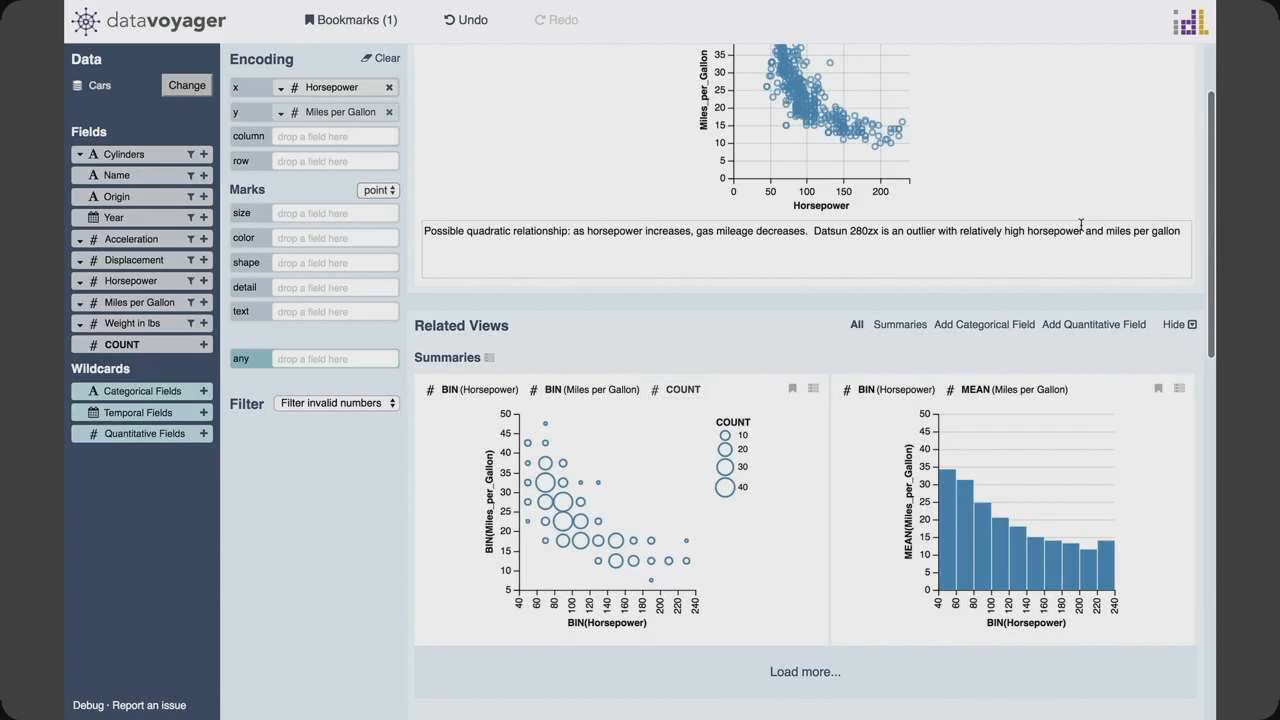 datavoyager
Bookmarks (1)
Undo
Redo
Data
Cars
Change
Fields
A Cylinders
A Name
A Origin
Year
# Acceleration
# Displacement
# Horsepower
# Miles per Gallon
# Weight in lbs
# COUNT
Wildcards
A Categorical Fields
Temporal Fields
# Quantitative Fields
Debug · Report an issue
Encoding
Clear
x # Horsepower
y # Miles per Gallon
column drop a field here
row drop a field here
Marks
point
size drop a field here
color drop a field here
shape drop a field here
detail drop a field here
text drop a field here
any drop a field here
Filter
Filter invalid numbers
Miles_per_Gallon
35
30
25
20
15
10
5
0
0 50 100 150 200
Horsepower
Possible quadratic relationship: as horsepower increases, gas mileage decreases. Datsun 280zx is an outlier with relatively high horsepower and miles per gallon
Related Views
All Summaries Add Categorical Field Add Quantitative Field Hide
Summaries
# BIN (Horsepower) # BIN (Miles per Gallon) # COUNT
BIN(Miles_per_Gallon)
50
45
40
35
30
25
20
15
10
5
40 60 80 100 120 140 160 180 200 220 240
BIN(Horsepower)
COUNT
10
20
30
40
# BIN (Horsepower) # MEAN (Miles per Gallon)
MEAN(Miles_per_Gallon)
50
45
40
35
30
25
20
15
10
5
0
40 60 80 100 120 140 160 180 200 220 240
BIN(Horsepower)
Load more...